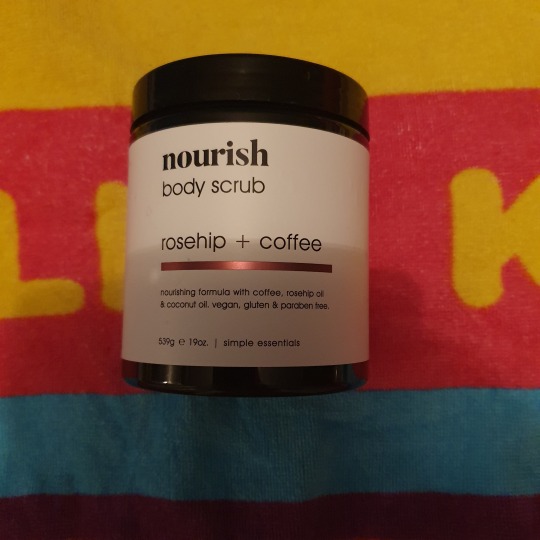 nourish
body scrub
rosehip + coffee
nourishing formula with coffee, rosehip oil
& coconut oil. vegan, gluten & paraben free.
539g e 19oz. | simple essentials